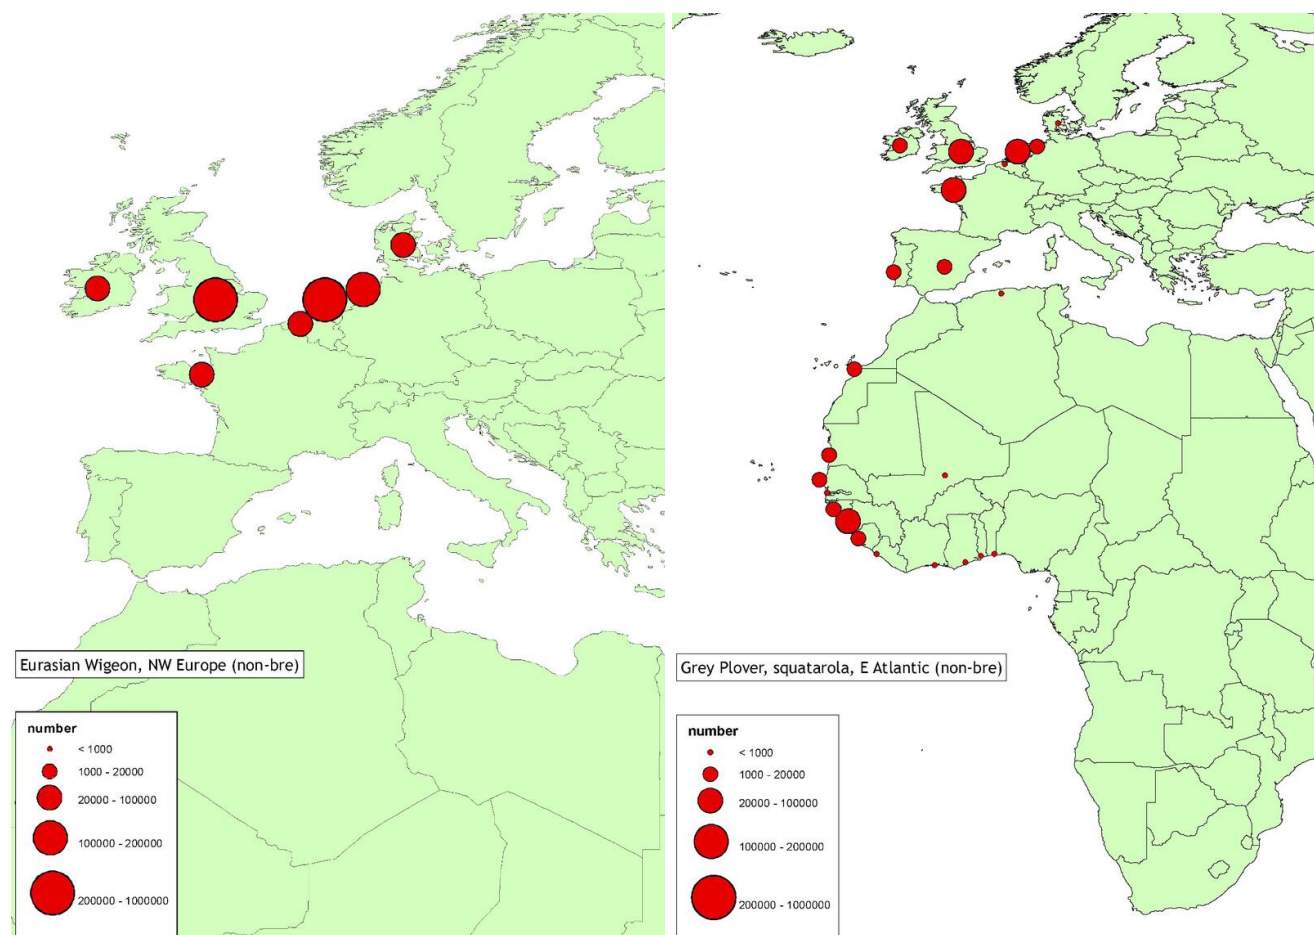 Eurasian Wigeon, NW Europe (non-bre)
number
< 1000
1000 - 20000
20000 - 100000
100000 - 200000
200000 - 1000000
Grey Plover, squatarola, E Atlantic (non-bre)
number
< 1000
1000 - 20000
20000 - 100000
100000 - 200000
200000 - 1000000